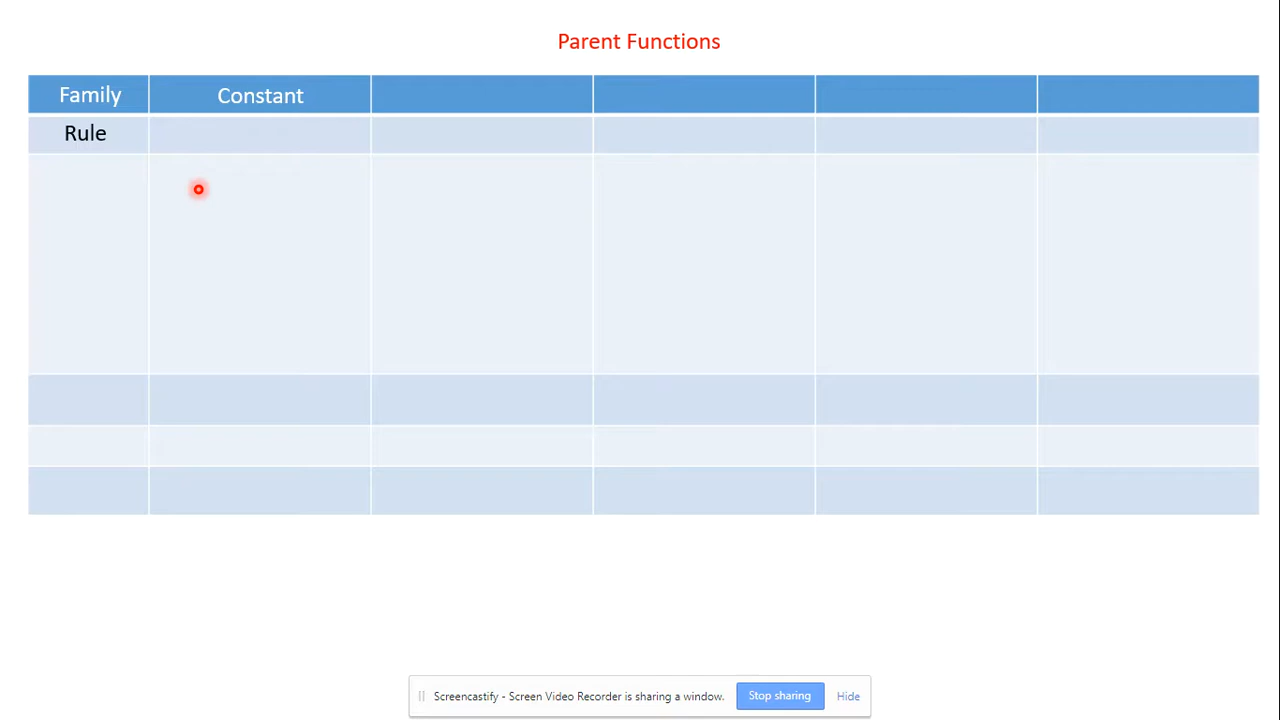 Parent Functions
Family Constant
Rule
Screencastify - Screen Video Recorder is sharing a window. Stop sharing Hide